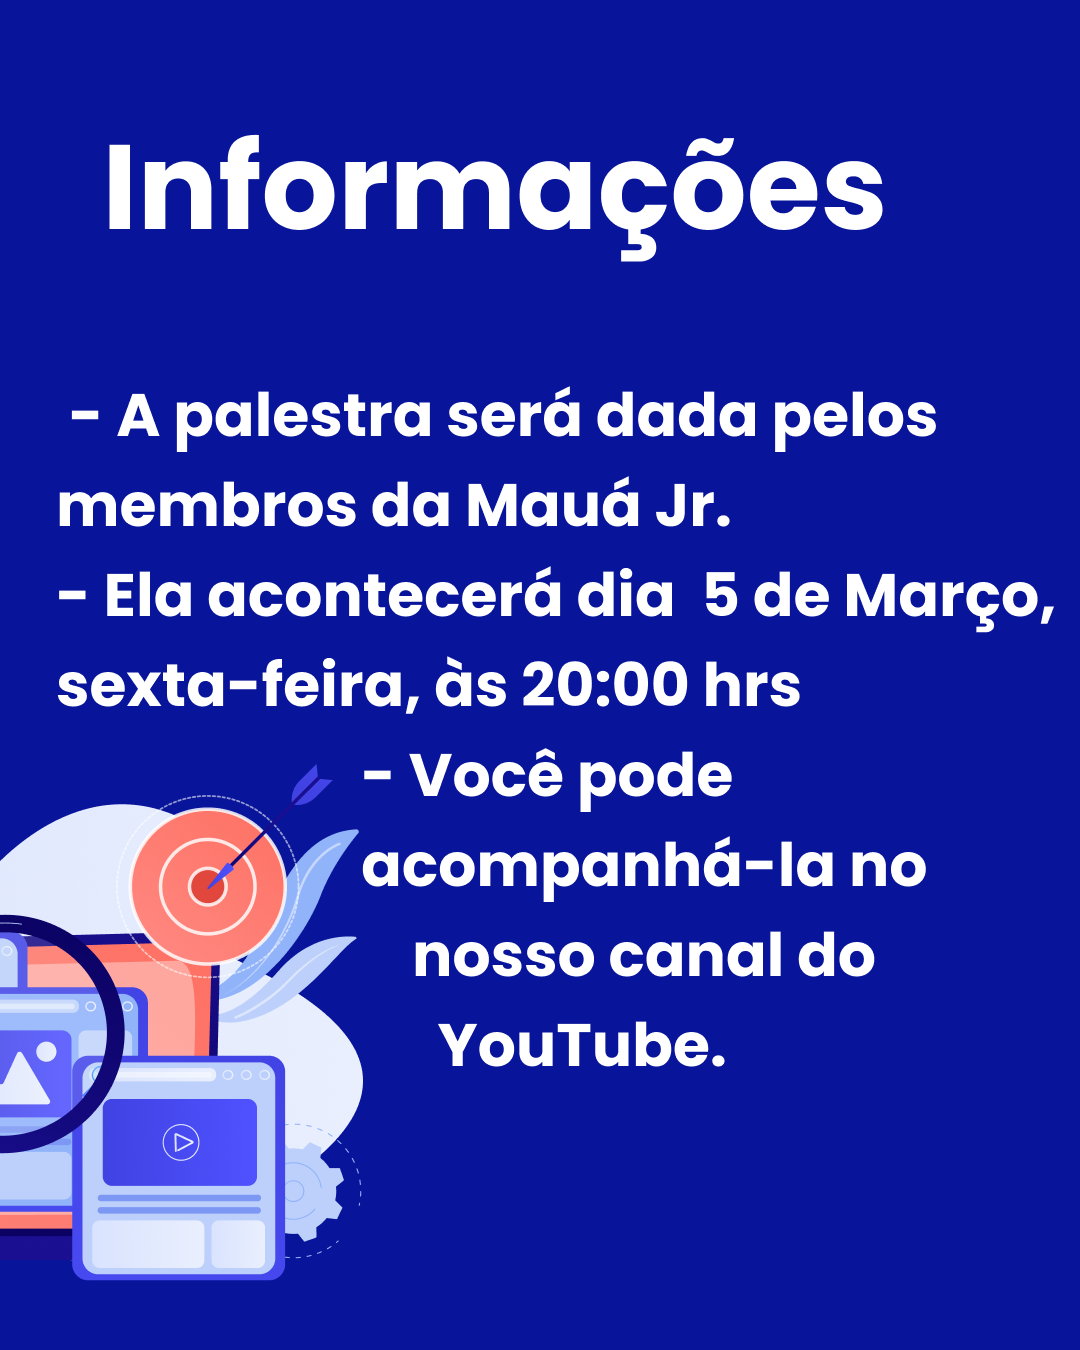 Informações
- A palestra será dada pelos
membros da Mauá Jr.
- Ela acontecerá dia 5 de Março,
sexta-feira, às 20:00 hrs
- Você pode
acompanhá-la no
nosso canal do
YouTube.